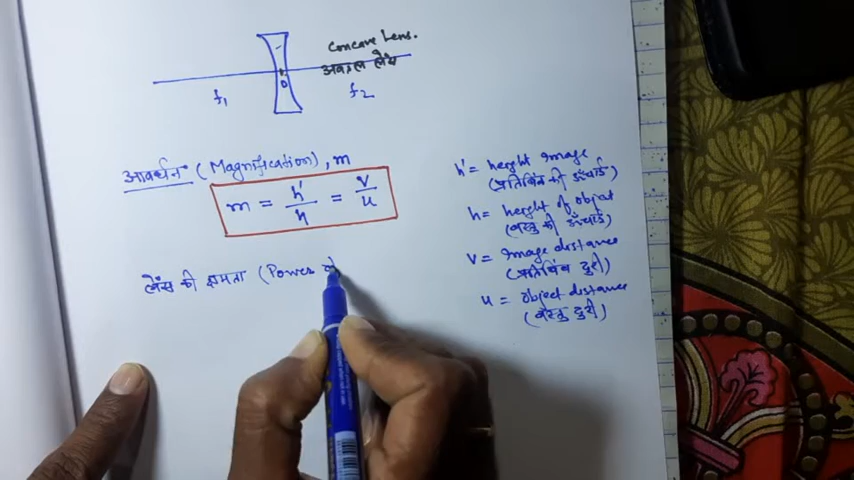 Concave Lens.
अवतल लेंस
O
f₁
f₂
आवर्धन (Magnification), m
m = h'/h = v/u
h' = height Image
(प्रतिबिंब की ऊँचाई)
h = height of object
(वस्तु की ऊँचाई)
v = Image distance
(प्रतिबिंब दुरी)
u = object distance
(वस्तु दुरी)
लेंस की क्षमता (Power o